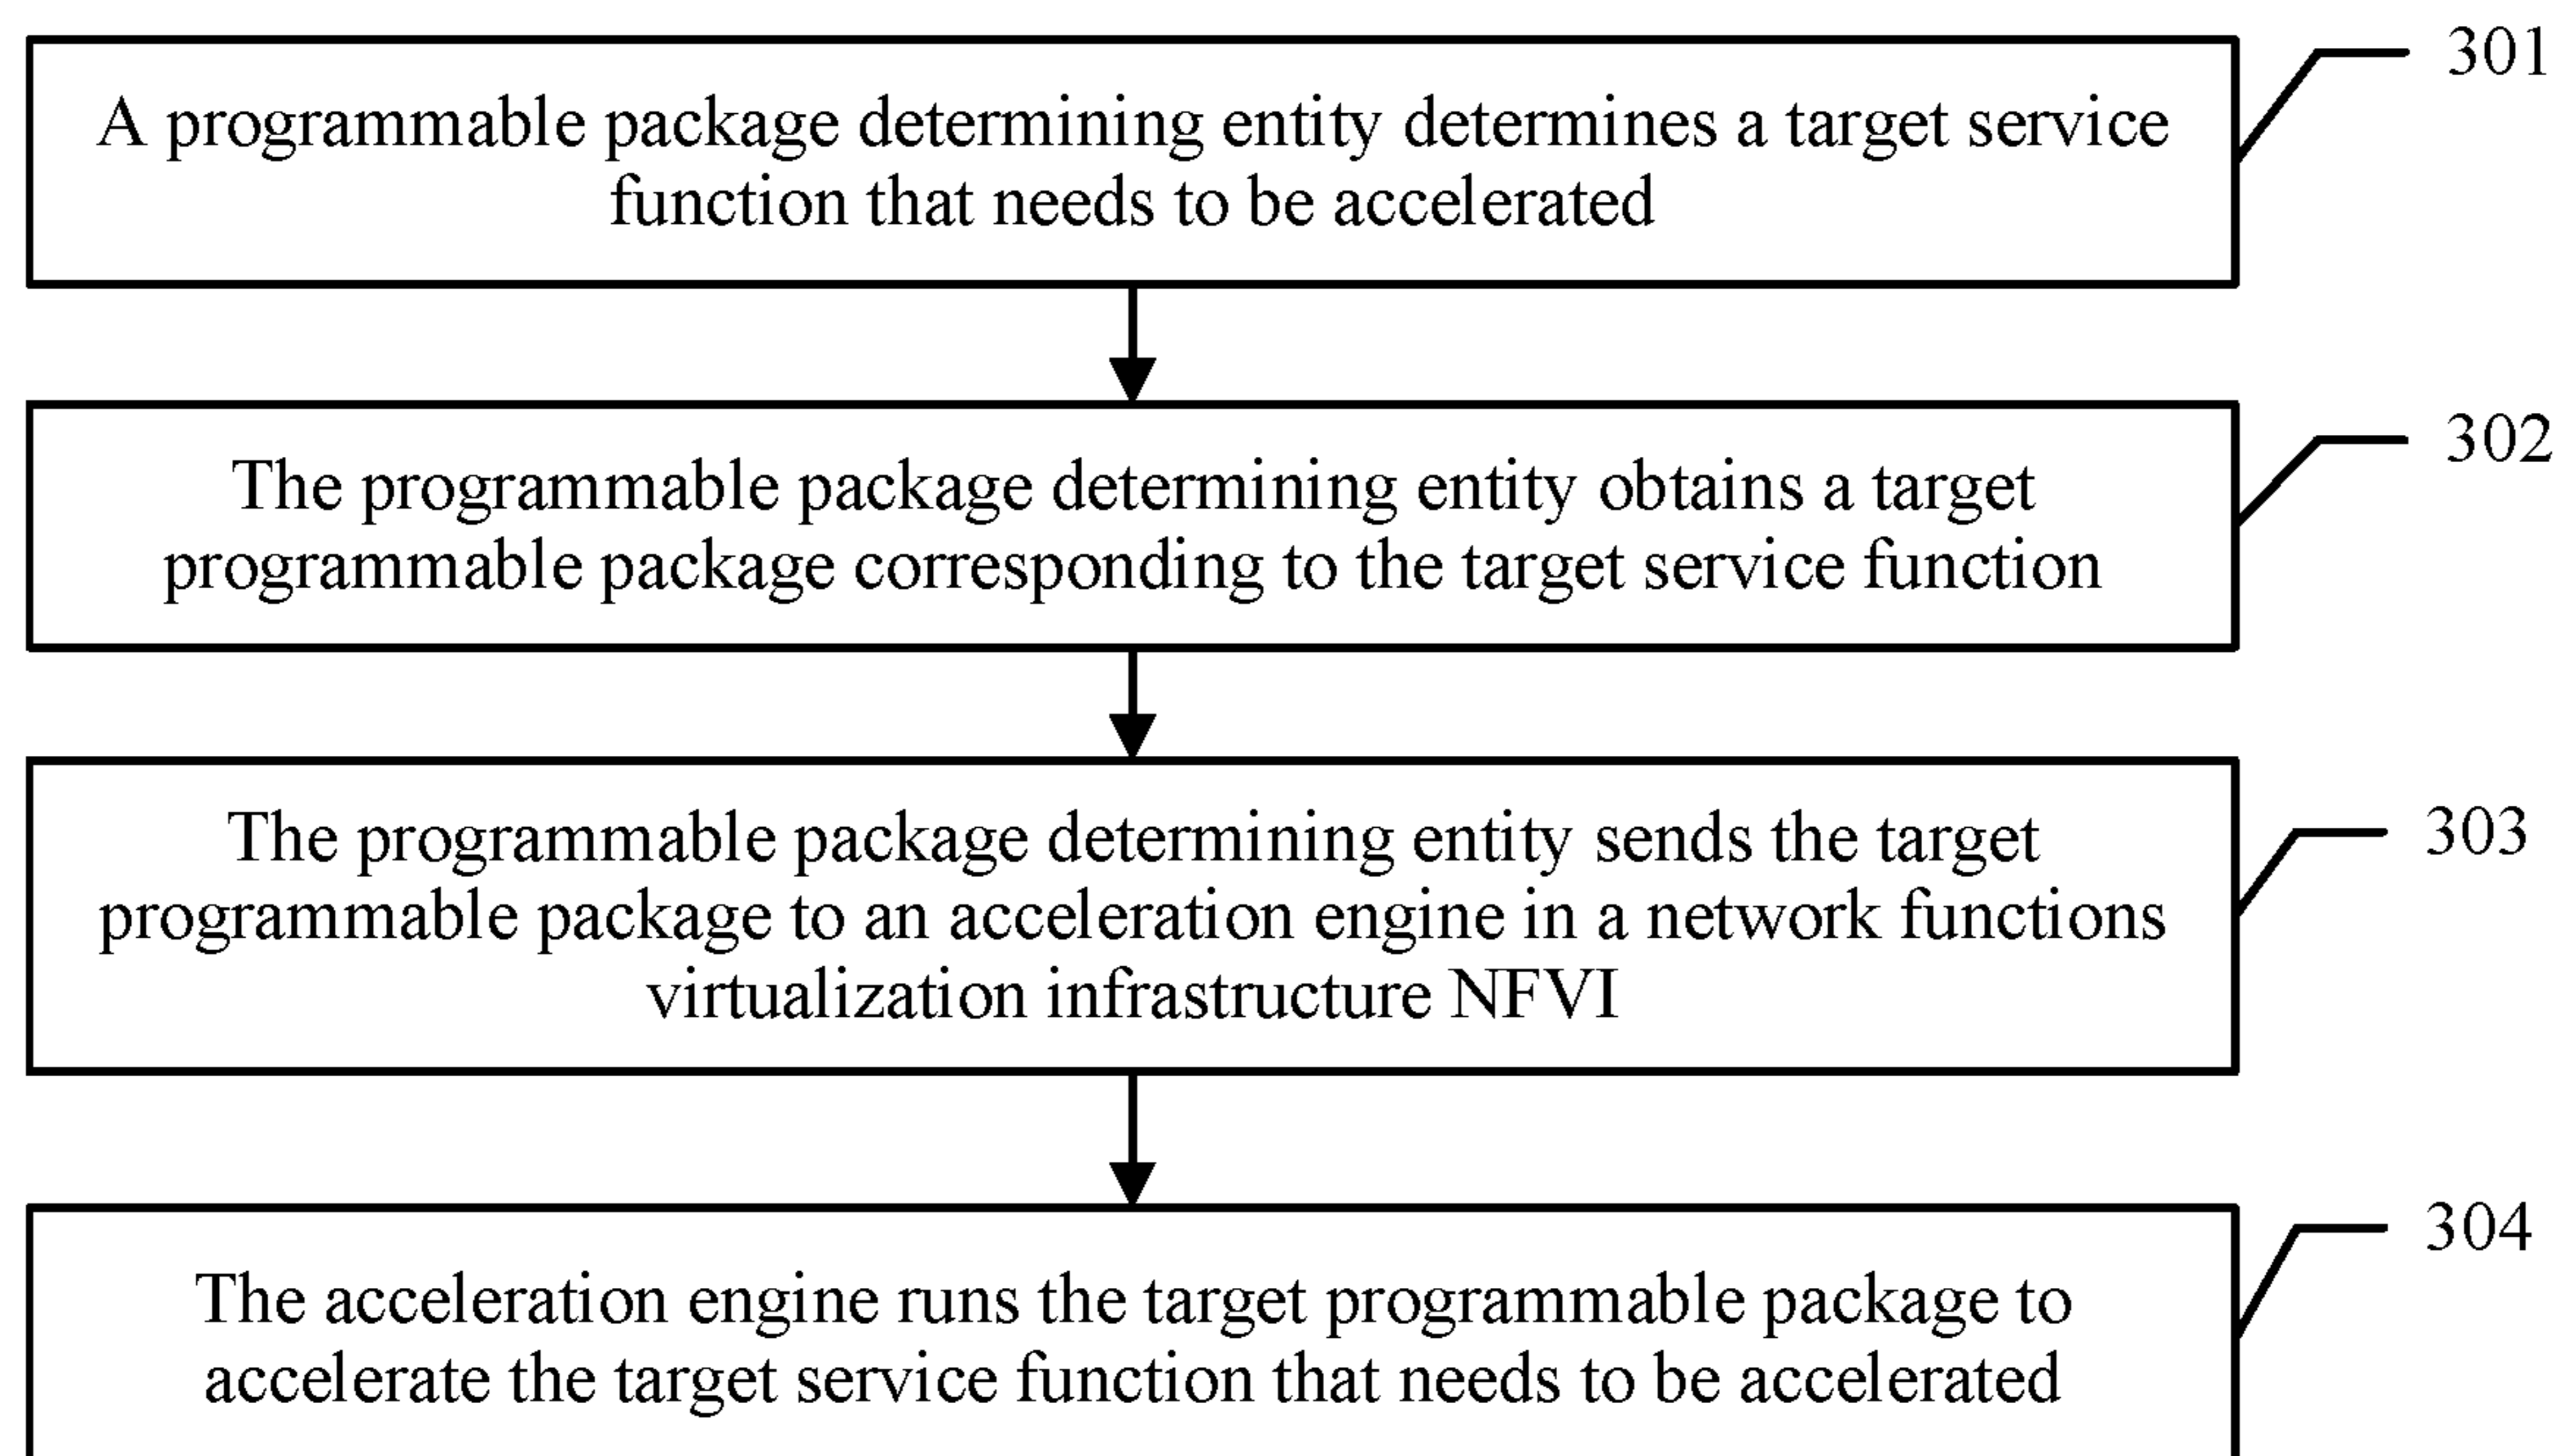 A programmable package determining entity determines a target service
function that needs to be accelerated
301
The programmable package determining entity obtains a target
programmable package corresponding to the target service function
302
The programmable package determining entity sends the target
programmable package to an acceleration engine in a network functions
virtualization infrastructure NFVI
303
The acceleration engine runs the target programmable package to
accelerate the target service function that needs to be accelerated
304